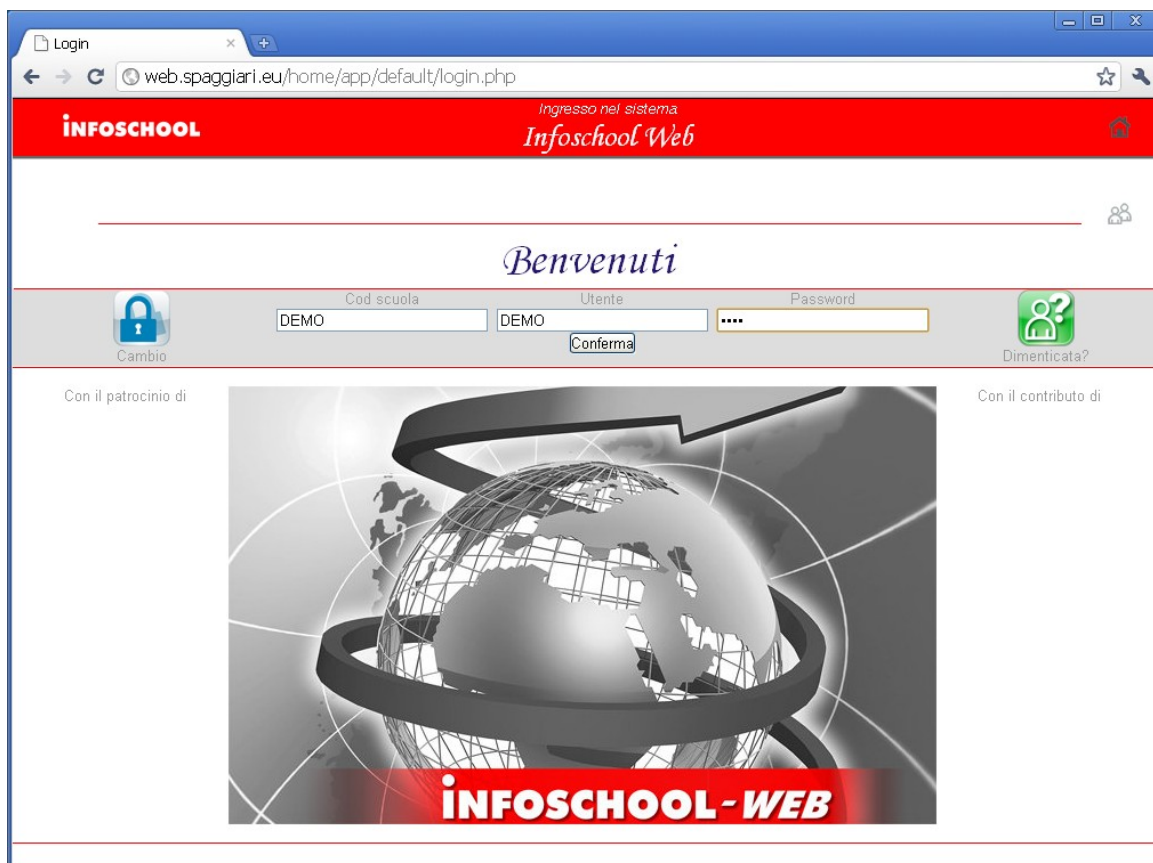 Login
web.spaggiari.eu/home/app/default/login.php
INFOSCHOOL
Ingresso nel sistema
Infoschool Web
Benvenuti
Cod scuola Utente Password
DEMO DEMO ••••
Conferma
Cambio Dimenticata?
Con il patrocinio di Con il contributo di
INFOSCHOOL-WEB